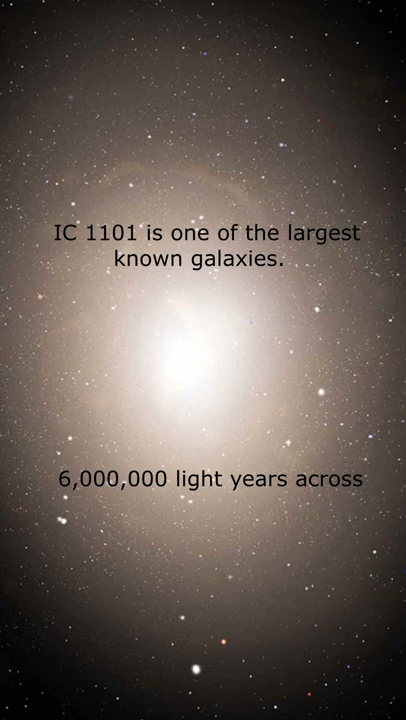 IC 1101 is one of the largest
known galaxies.
6,000,000 light years across